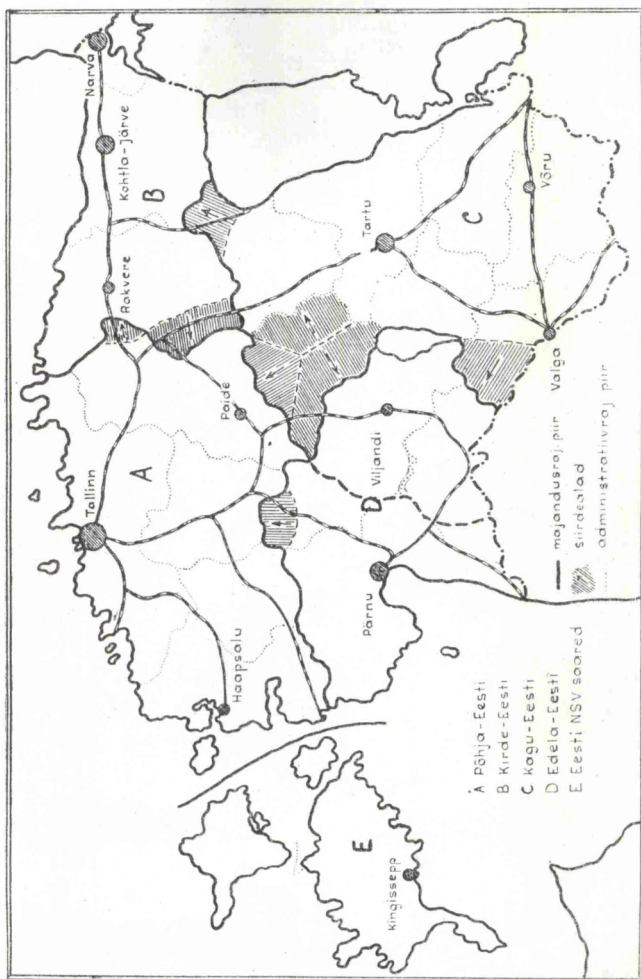 Tallinn
Narva
Kohtla-järve
Rakvere
B
A
Haapsalu
Paide
Tartu
C
Viljandi
D
Pärnu
Võru
Valga
E
Kingissepp
A Põhja-Eesti
B Kirde-Eesti
C Kagu-Eesti
D Edela-Eesti
E Eesti NSV saared
majandusraj. piir
siirdealad
administratiivraj. piir